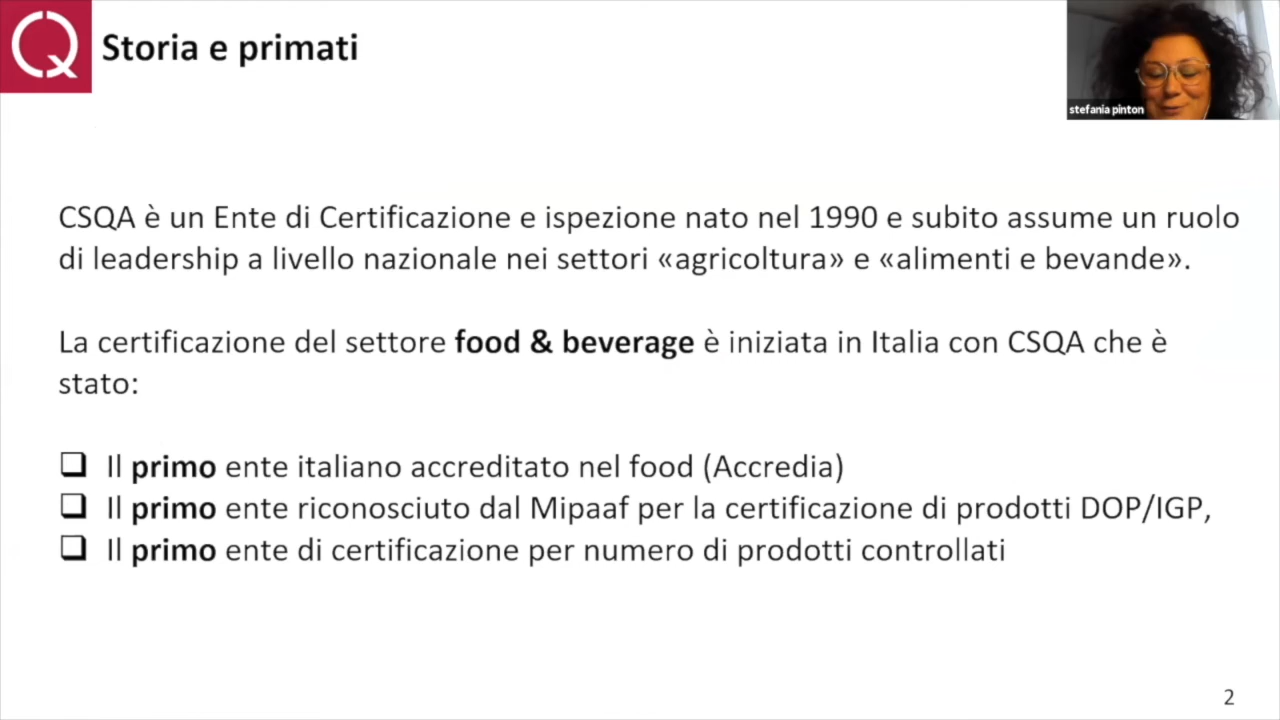 Storia e primati
stefania pinton
CSQA è un Ente di Certificazione e ispezione nato nel 1990 e subito assume un ruolo
di leadership a livello nazionale nei settori «agricoltura» e «alimenti e bevande».
La certificazione del settore food & beverage è iniziata in Italia con CSQA che è
stato:
❑ Il primo ente italiano accreditato nel food (Accredia)
❑ Il primo ente riconosciuto dal Mipaaf per la certificazione di prodotti DOP/IGP,
❑ Il primo ente di certificazione per numero di prodotti controllati
2